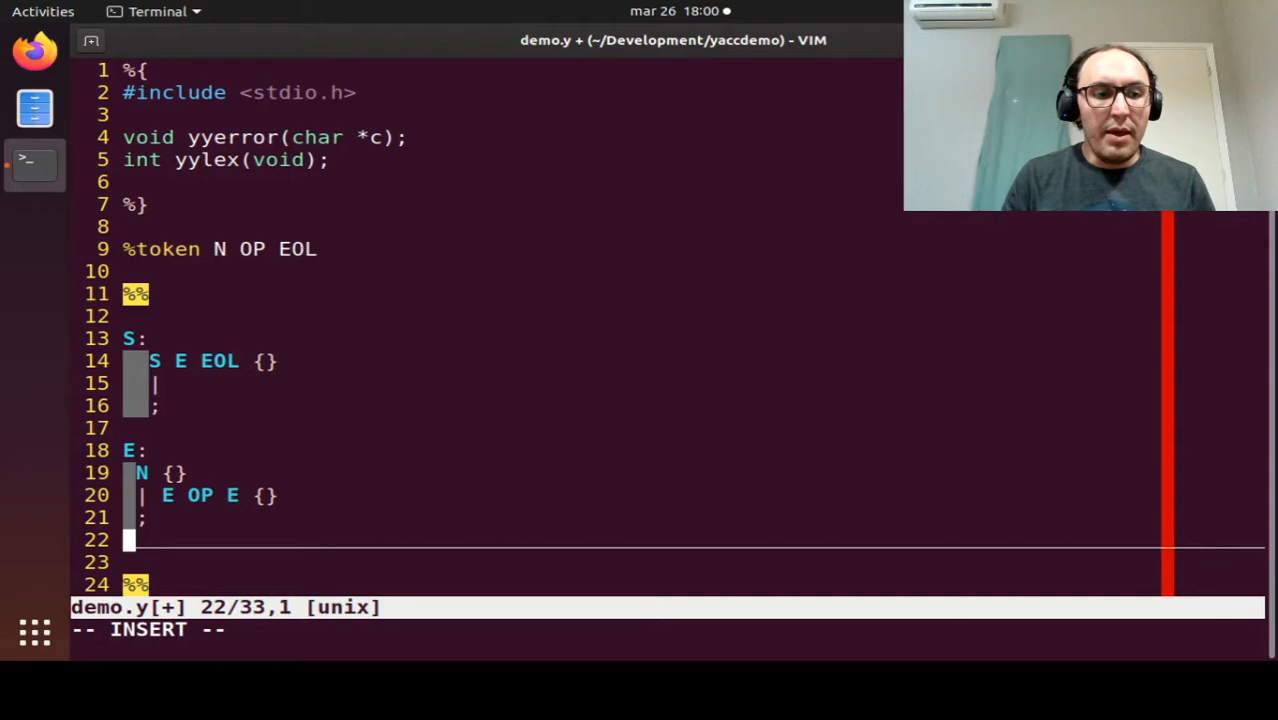 Activities
Terminal
mar 26 18:00
demo.y + (~/Development/yaccdemo) - VIM
1 %{
2 #include <stdio.h>
3
4 void yyerror(char *c);
5 int yylex(void);
6
7 %}
8
9 %token N OP EOL
10
11 %%
12
13 S:
14 S E EOL {}
15 |
16 ;
17
18 E:
19 N {}
20 | E OP E {}
21 ;
22
23
24 %%
demo.y[+] 22/33,1 [unix]
-- INSERT --